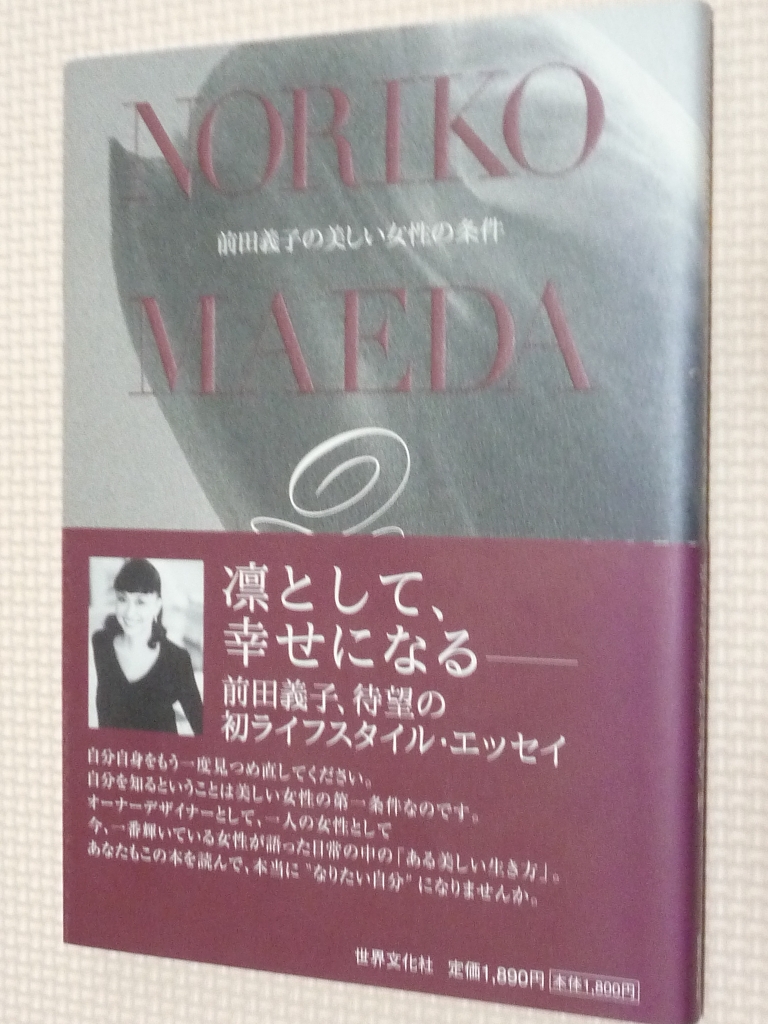 NORIKO
前田義子の美しい女性の条件
MAEDA
凛として、
幸せになる――
前田義子、待望の
初ライフスタイル・エッセイ
自分自身をもう一度見つめ直してください。
自分を知るということは美しい女性の第一条件なのです。
オーナーデザイナーとして、一人の女性として
今、一番輝いている女性が語った日常の中の「ある美しい生き方」。
あなたもこの本を読んで、本当に"なりたい自分"になりませんか。
世界文化社 定価1,890円 本体1,800円